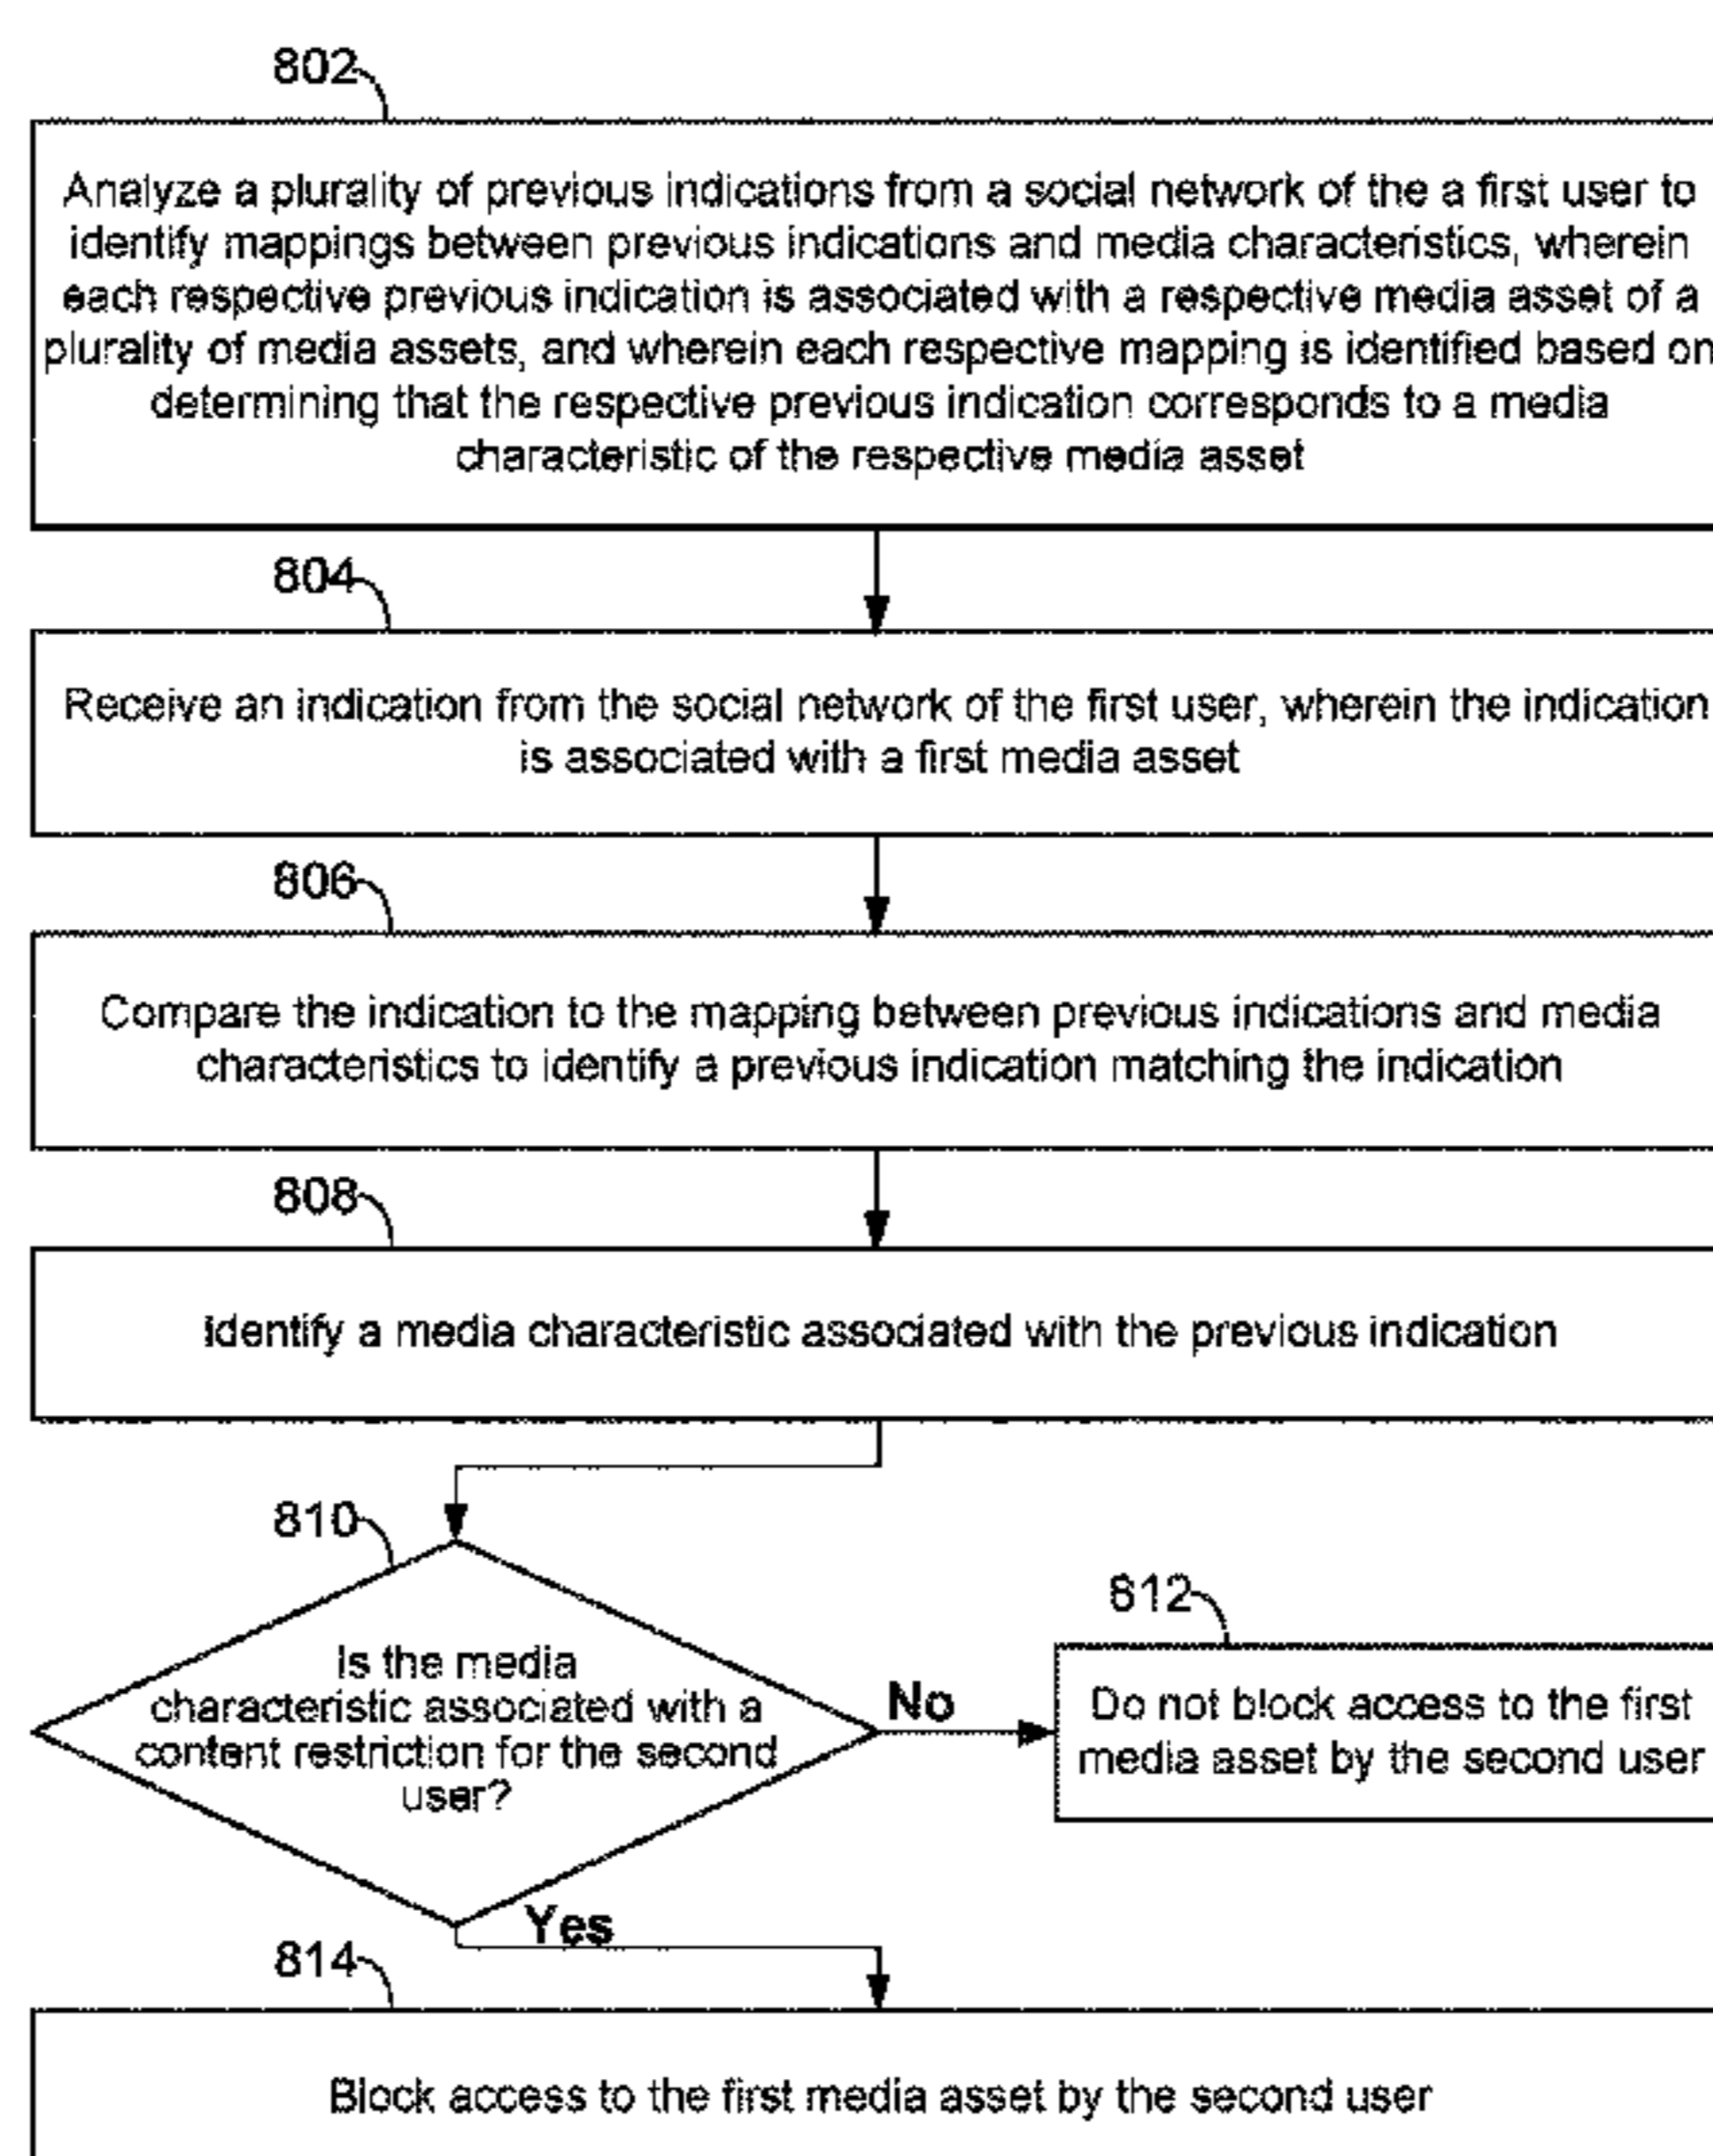 802
Analyze a plurality of previous indications from a social network of the a first user to
identify mappings between previous indications and media characteristics, wherein
each respective previous indication is associated with a respective media asset of a
plurality of media assets, and wherein each respective mapping is identified based on
determining that the respective previous indication corresponds to a media
characteristic of the respective media asset
804
Receive an indication from the social network of the first user, wherein the indication
is associated with a first media asset
806
Compare the indication to the mapping between previous indications and media
characteristics to identify a previous indication matching the indication
808
Identify a media characteristic associated with the previous indication
810
Is the media
characteristic associated with a
content restriction for the second
user?
No
812
Do not block access to the first
media asset by the second user
Yes
814
Block access to the first media asset by the second user